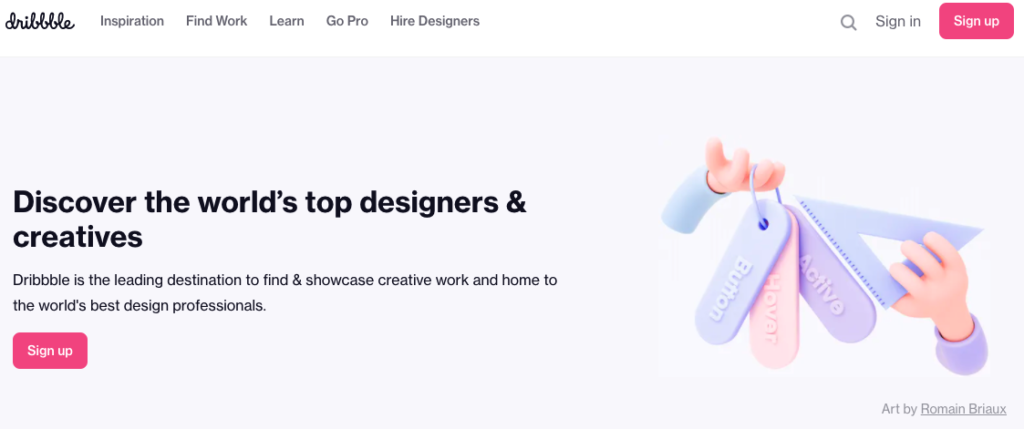 dribbble Inspiration Find Work Learn Go Pro Hire Designers Sign in Sign up
Discover the world's top designers &
creatives
Dribbble is the leading destination to find & showcase creative work and home to
the world's best design professionals.
Sign up
Button
Hover
Active
Art by Romain Briaux